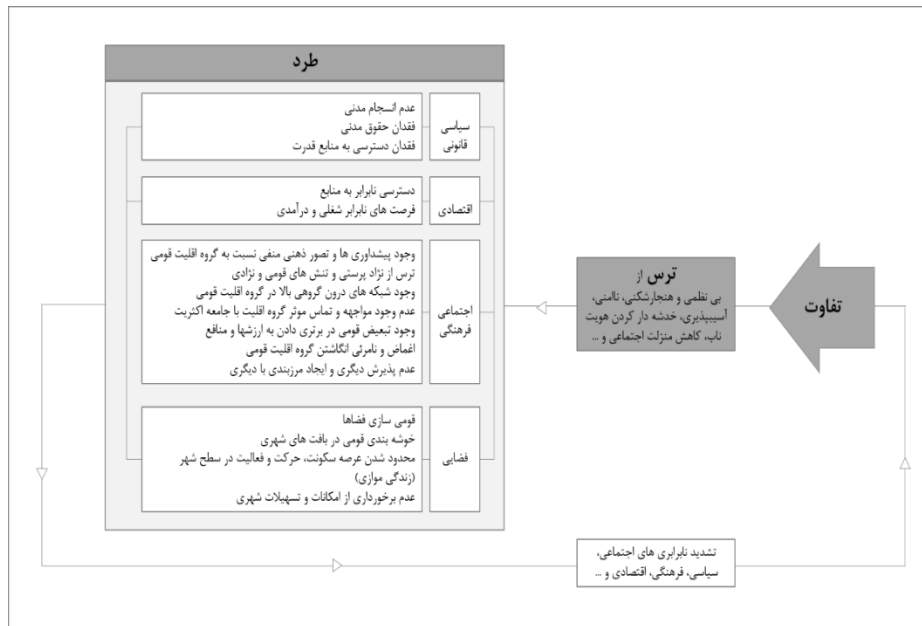 طرد
سیاسی
قانونی
عدم انسجام مدنی
فقدان حقوق مدنی
فقدان دسترسی به منابع قدرت
اقتصادی
دسترسی نابرابر به منابع
فرصت های نابرابر شغلی و درآمدی
اجتماعی
فرهنگی
وجود پیشداوری ها و تصور ذهنی منفی نسبت به گروه اقلیت قومی
ترس از نژاد پرستی و تنش های قومی و نژادی
وجود شبکه های درون گروهی بالا در گروه اقلیت قومی
عدم وجود مواجهه و تماس موثر گروه اقلیت با جامعه اکثریت
وجود تبعیض قومی در برتری دادن به ارزشها و منافع
اغماض و نامرئی انگاشتن گروه اقلیت قومی
عدم پذیرش دیگری و ایجاد مرزبندی با دیگری
فضایی
قومی سازی فضاها
خوشه بندی قومی در بافت های شهری
محدود شدن عرصه سکونت، حرکت و فعالیت در سطح شهر
(زندگی موازی)
عدم برخورداری از امکانات و تسهیلات شهری
تفاوت
ترس از
بی نظمی و هنجارشکنی، ناامنی،
آسیبپذیری، خدشه دار کردن هویت
ناب، کاهش منزلت اجتماعی و ...
تشدید نابرابری های اجتماعی،
سیاسی، فرهنگی، اقتصادی و ...